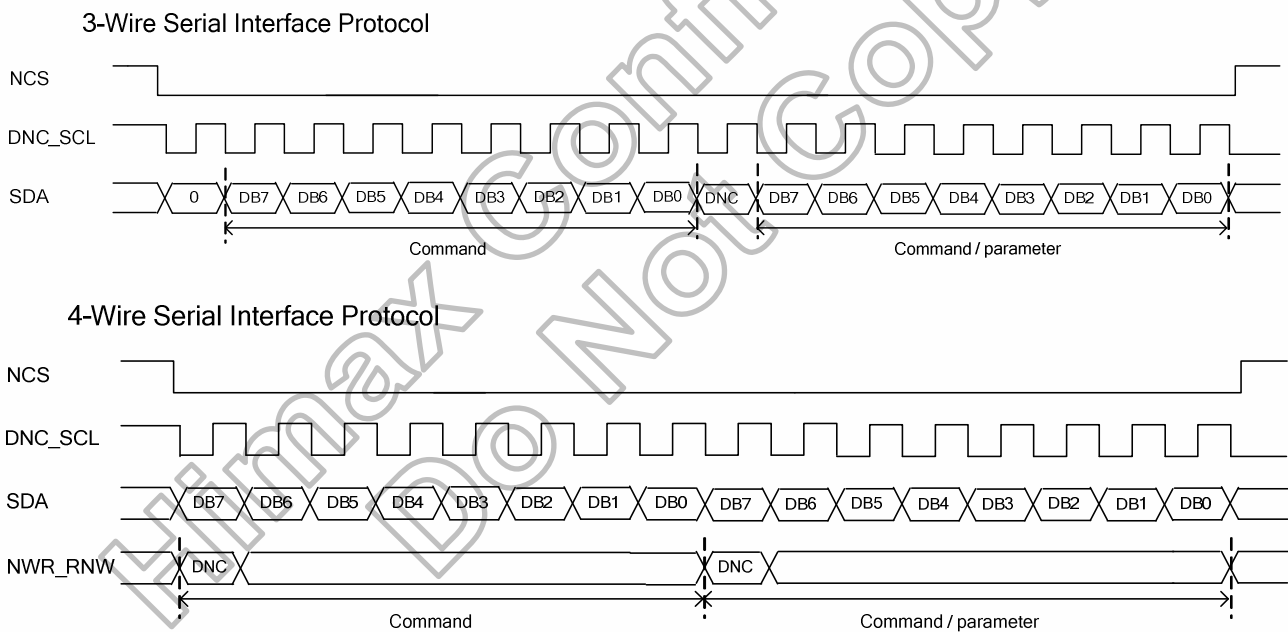 3-Wire Serial Interface Protocol
NCS
DNC_SCL
SDA 0 DB7 DB6 DB5 DB4 DB3 DB2 DB1 DB0 DNC DB7 DB6 DB5 DB4 DB3 DB2 DB1 DB0
Command Command / parameter
4-Wire Serial Interface Protocol
NCS
DNC_SCL
SDA DB7 DB6 DB5 DB4 DB3 DB2 DB1 DB0 DB7 DB6 DB5 DB4 DB3 DB2 DB1 DB0
NWR_RNW DNC DNC
Command Command / parameter
Himax Confi
Do Not Copy